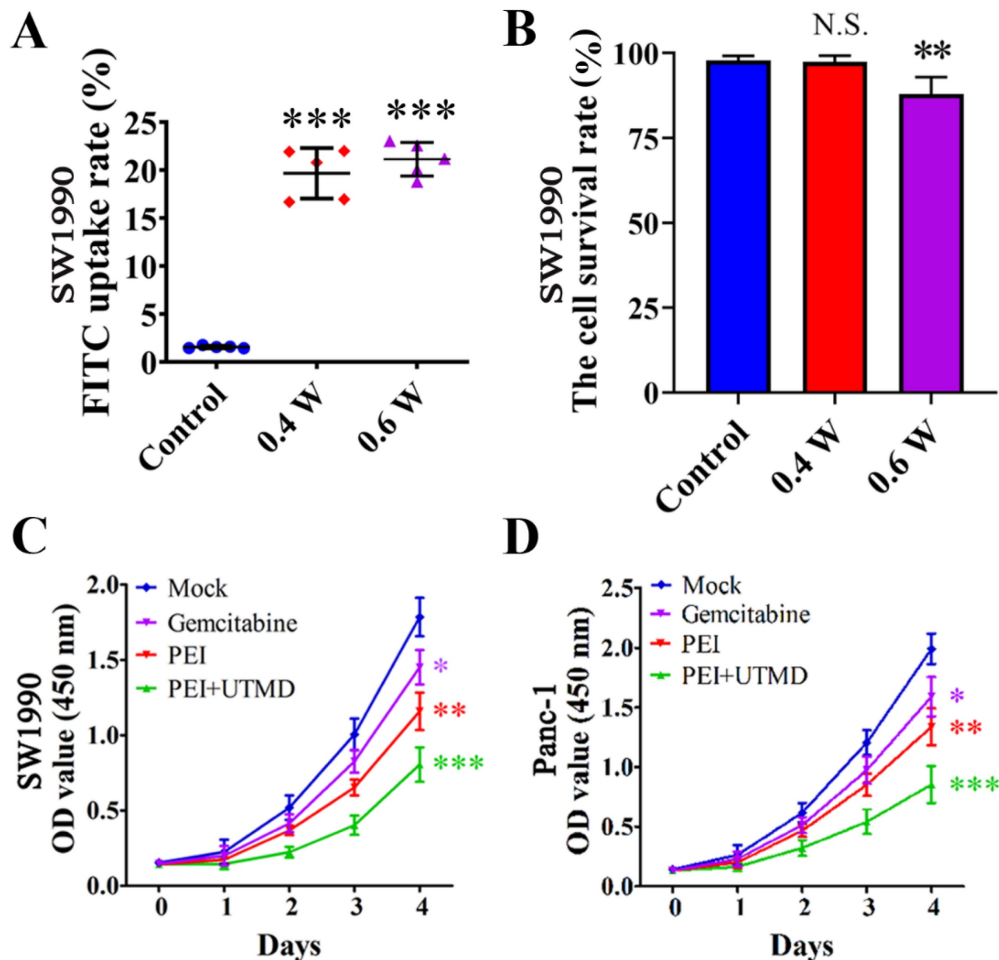 A
SW1990
FITC uptake rate (%)
25
20
15
10
5
0
***
***
Control
0.4 W
0.6 W
B
SW1990
The cell survival rate (%)
100
75
50
25
0
N.S.
**
Control
0.4 W
0.6 W
C
SW1990
OD value (450 nm)
2.0
1.5
1.0
0.5
0.0
Mock
Gemcitabine
PEI
PEI+UTMD
*
**
***
0 1 2 3 4
Days
D
Panc-1
OD value (450 nm)
2.5
2.0
1.5
1.0
0.5
0.0
Mock
Gemcitabine
PEI
PEI+UTMD
*
**
***
0 1 2 3 4
Days